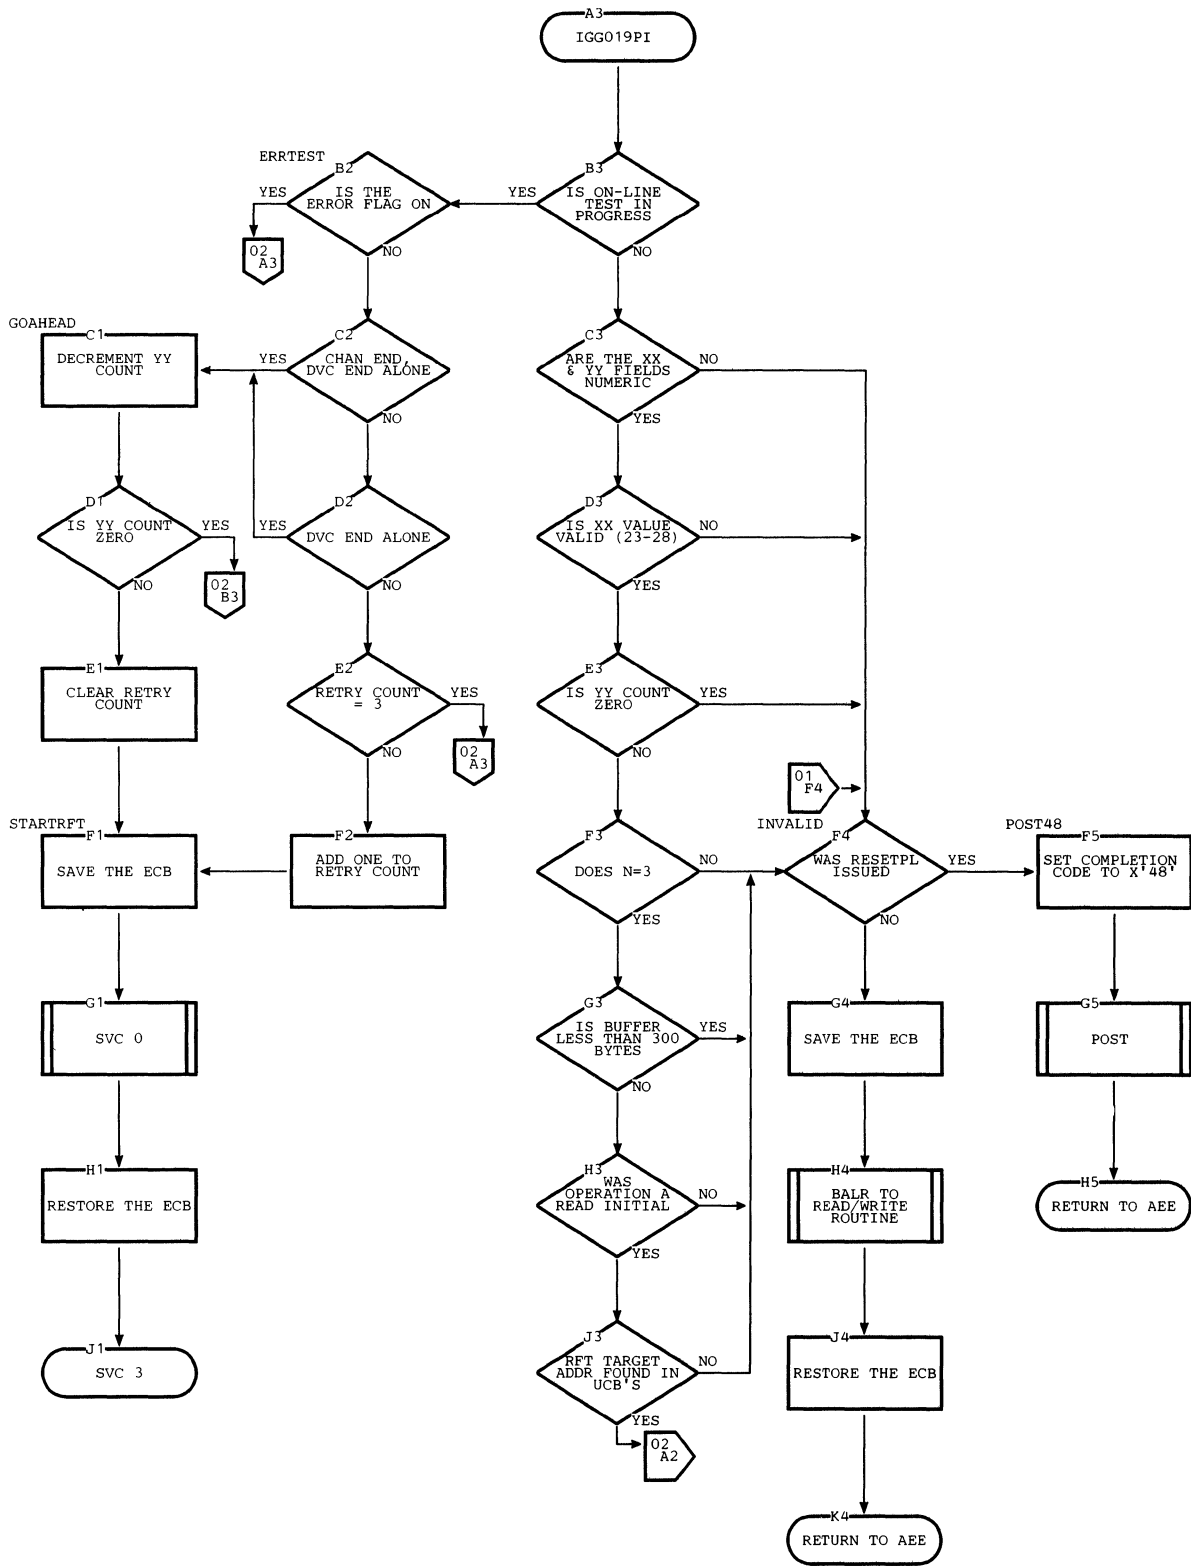 A3
IGG019PI
ERRTEST
B2
IS THE
ERROR FLAG ON
YES
NO
02
A3
B3
IS ON-LINE
TEST IN
PROGRESS
YES
NO
GOAHEAD
C1
DECREMENT YY
COUNT
C2
CHAN END,
DVC END ALONE
YES
NO
C3
ARE THE XX
& YY FIELDS
NUMERIC
NO
YES
D1
IS YY COUNT
ZERO
YES
NO
02
B3
D2
DVC END ALONE
YES
NO
D3
IS XX VALUE
VALID (23-28)
NO
YES
E1
CLEAR RETRY
COUNT
E2
RETRY COUNT
= 3
YES
NO
02
A3
E3
IS YY COUNT
ZERO
YES
NO
01
F4
STARTRFT
F1
SAVE THE ECB
F2
ADD ONE TO
RETRY COUNT
F3
DOES N=3
NO
YES
INVALID
F4
WAS RESETPL
ISSUED
YES
NO
POST48
F5
SET COMPLETION
CODE TO X'48'
G1
SVC 0
G3
IS BUFFER
LESS THAN 300
BYTES
YES
NO
G4
SAVE THE ECB
G5
POST
H1
RESTORE THE ECB
H3
WAS
OPERATION A
READ INITIAL
NO
YES
H4
BALR TO
READ/WRITE
ROUTINE
H5
RETURN TO AEE
J1
SVC 3
J3
RFT TARGET
ADDR FOUND IN
UCB'S
NO
YES
02
A2
J4
RESTORE THE ECB
K4
RETURN TO AEE